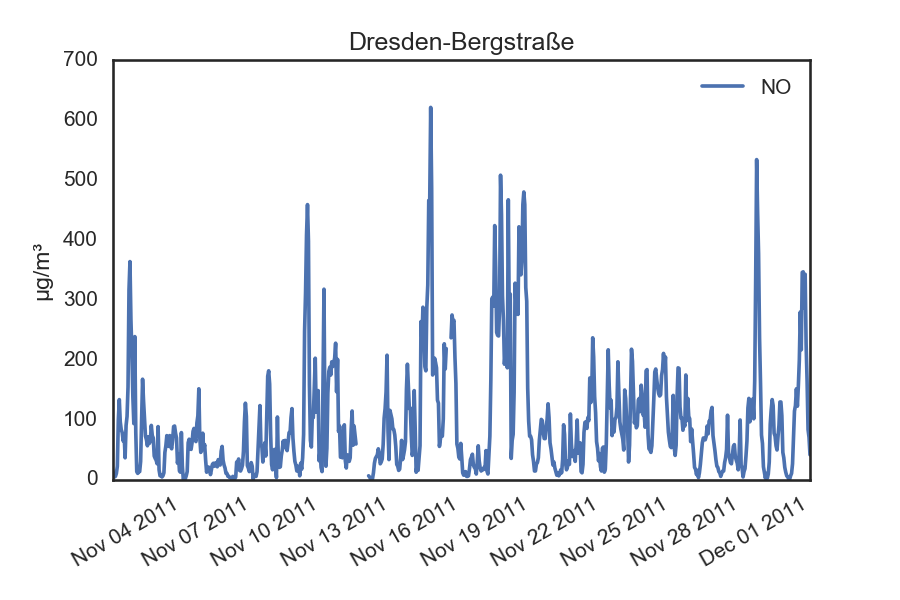 Dresden-Bergstraße
700
600
500
400
300
200
100
0
µg/m³
NO
Nov 04 2011
Nov 07 2011
Nov 10 2011
Nov 13 2011
Nov 16 2011
Nov 19 2011
Nov 22 2011
Nov 25 2011
Nov 28 2011
Dec 01 2011